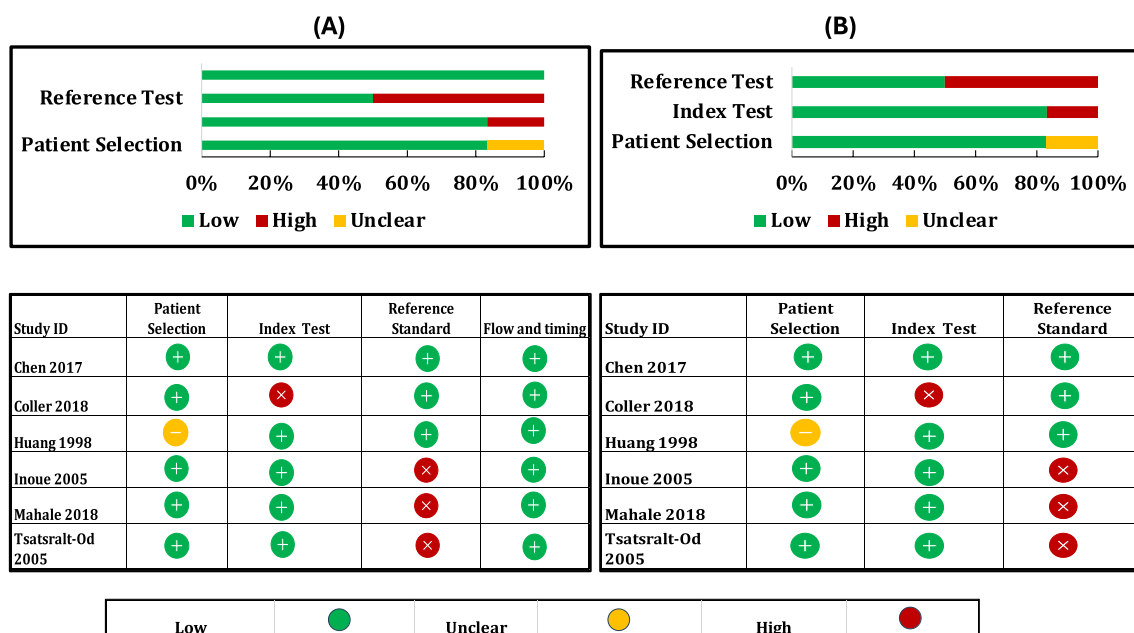 (A)
Reference Test
Patient Selection
0% 20% 40% 60% 80% 100%
Low High Unclear
(B)
Reference Test
Index Test
Patient Selection
0% 20% 40% 60% 80% 100%
Low High Unclear
Study ID Patient Selection Index Test Reference Standard Flow and timing
Chen 2017 + + + +
Coller 2018 + × + +
Huang 1998 − + + +
Inoue 2005 + + × +
Mahale 2018 + + × +
Tsatsralt-Od 2005 + + × +
Study ID Patient Selection Index Test Reference Standard
Chen 2017 + + +
Coller 2018 + × +
Huang 1998 − + +
Inoue 2005 + + ×
Mahale 2018 + + ×
Tsatsralt-Od 2005 + + ×
Low Unclear High